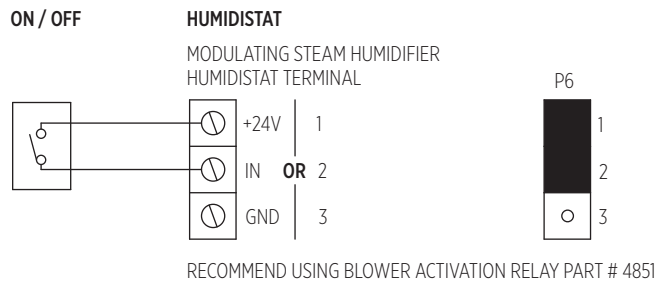 ON / OFF HUMIDISTAT
MODULATING STEAM HUMIDIFIER
HUMIDISTAT TERMINAL
P6
+24V 1 1
IN OR 2 2
GND 3 3
RECOMMEND USING BLOWER ACTIVATION RELAY PART # 4851